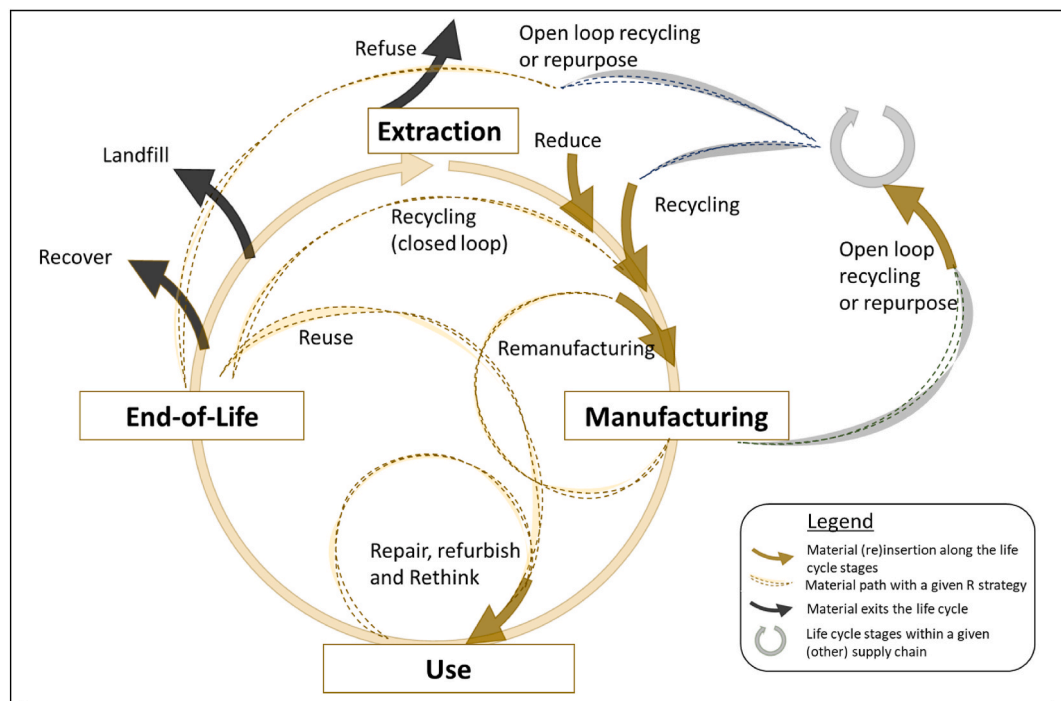 Refuse
Open loop recycling
or repurpose
Extraction
Reduce
Landfill
Recycling
Recycling
(closed loop)
Recover
Open loop
recycling
or repurpose
Reuse
Remanufacturing
End-of-Life
Manufacturing
Repair, refurbish
and Rethink
Use
Legend
Material (re)insertion along the life
cycle stages
Material path with a given R strategy
Material exits the life cycle
Life cycle stages within a given
(other) supply chain